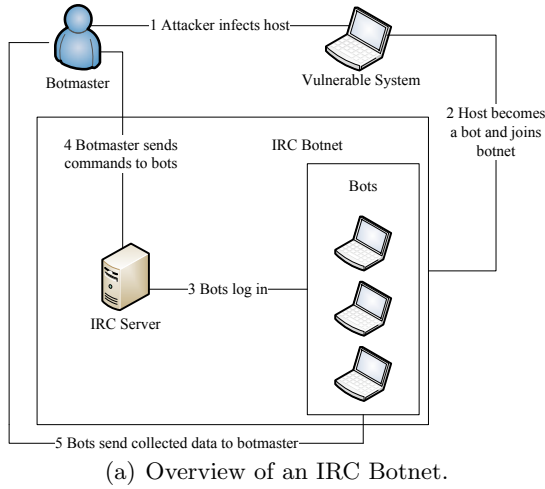 1 Attacker infects host
Botmaster
Vulnerable System
2 Host becomes
a bot and joins
botnet
4 Botmaster sends
commands to bots
IRC Botnet
Bots
3 Bots log in
IRC Server
5 Bots send collected data to botmaster
(a) Overview of an IRC Botnet.